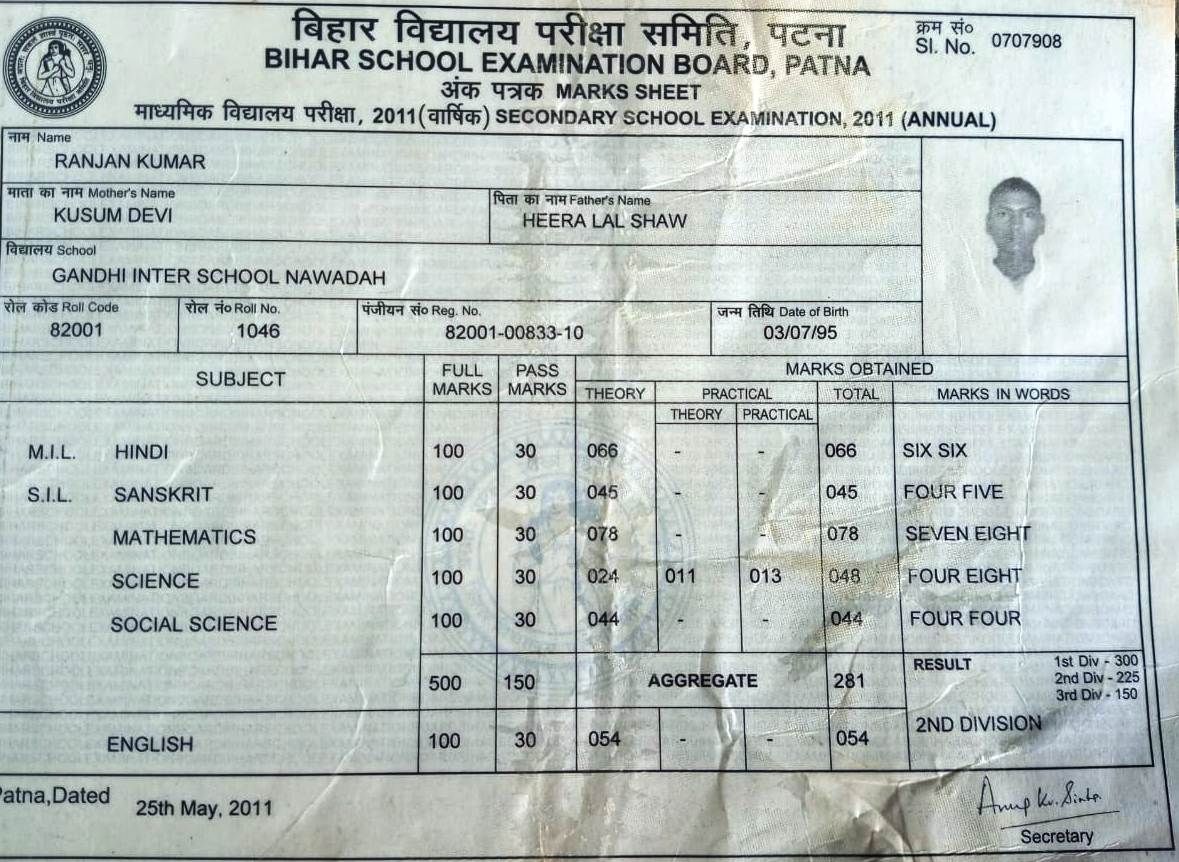 बिहार विद्यालय परीक्षा समिति, पटना
क्रम सं० Sl. No. 0707908
BIHAR SCHOOL EXAMINATION BOARD, PATNA
अंक पत्रक MARKS SHEET
माध्यमिक विद्यालय परीक्षा, 2011(वार्षिक) SECONDARY SCHOOL EXAMINATION, 2011 (ANNUAL)
नाम Name
RANJAN KUMAR
माता का नाम Mother's Name पिता का नाम Father's Name
KUSUM DEVI HEERA LAL SHAW
विद्यालय School
GANDHI INTER SCHOOL NAWADAH
रोल कोड Roll Code रोल नं० Roll No. पंजीयन सं० Reg. No. जन्म तिथि Date of Birth
82001 1046 82001-00833-10 03/07/95
SUBJECT FULL MARKS PASS MARKS MARKS OBTAINED
THEORY PRACTICAL TOTAL MARKS IN WORDS
THEORY PRACTICAL
M.I.L. HINDI 100 30 066 - - 066 SIX SIX
S.I.L. SANSKRIT 100 30 045 - - 045 FOUR FIVE
MATHEMATICS 100 30 078 - - 078 SEVEN EIGHT
SCIENCE 100 30 024 011 013 048 FOUR EIGHT
SOCIAL SCIENCE 100 30 044 - - 044 FOUR FOUR
500 150 AGGREGATE 281 RESULT 1st Div - 300
2nd Div - 225
3rd Div - 150
2ND DIVISION
ENGLISH 100 30 054 - - 054
Patna,Dated 25th May, 2011
Anup Kr. Sinha
Secretary